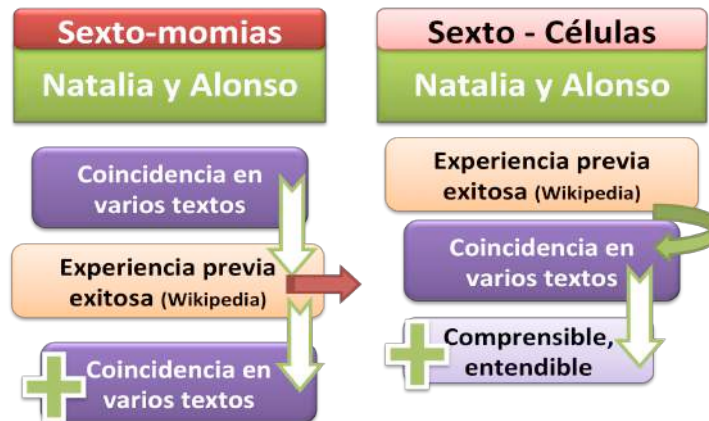 Sexto-momias
Natalia y Alonso
Coincidencia en
varios textos
Experiencia previa
exitosa (Wikipedia)
Coincidencia en
varios textos
Sexto - Células
Natalia y Alonso
Experiencia previa
exitosa (Wikipedia)
Coincidencia en
varios textos
Comprensible,
entendible